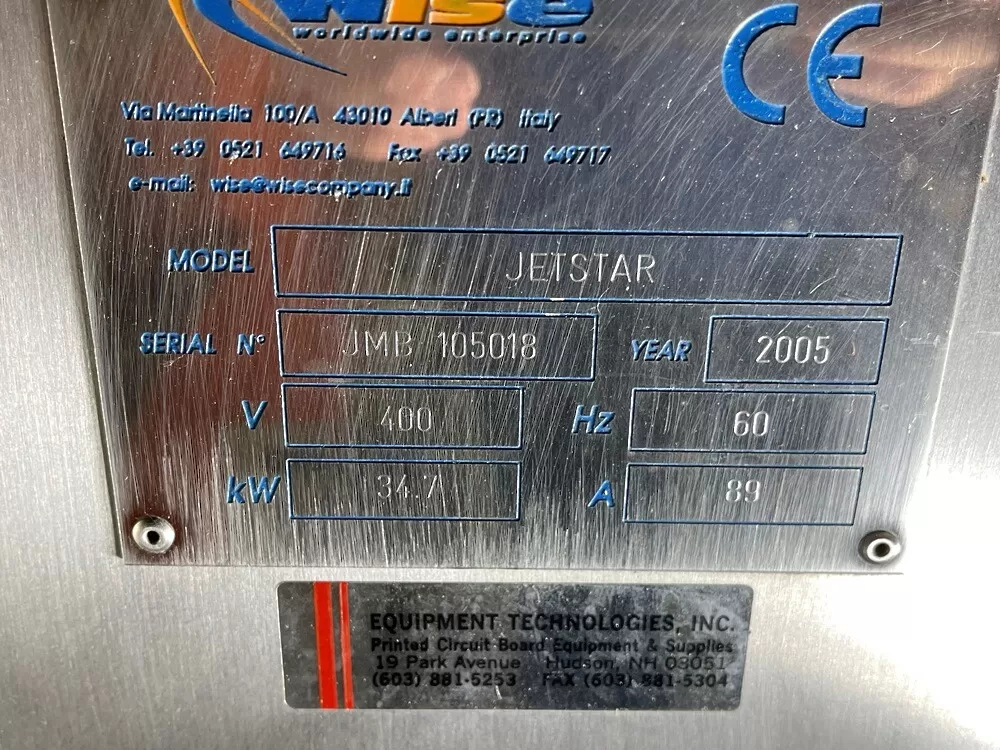 wise
worldwide enterprise
CE
Via Martinella 100/A 43010 Alberi (PR) Italy
Tel. +39 0521 649716 Fax +39 0521 649717
e-mail: wise@wisecompany.it
MODEL JETSTAR
SERIAL N° JMB 105018 YEAR 2005
V 400 Hz 60
kW 34.7 A 89
EQUIPMENT TECHNOLOGIES, INC.
Printed Circuit Board Equipment & Supplies
19 Park Avenue Hudson, NH 03051
(603) 881-5253 FAX (603) 881-5304